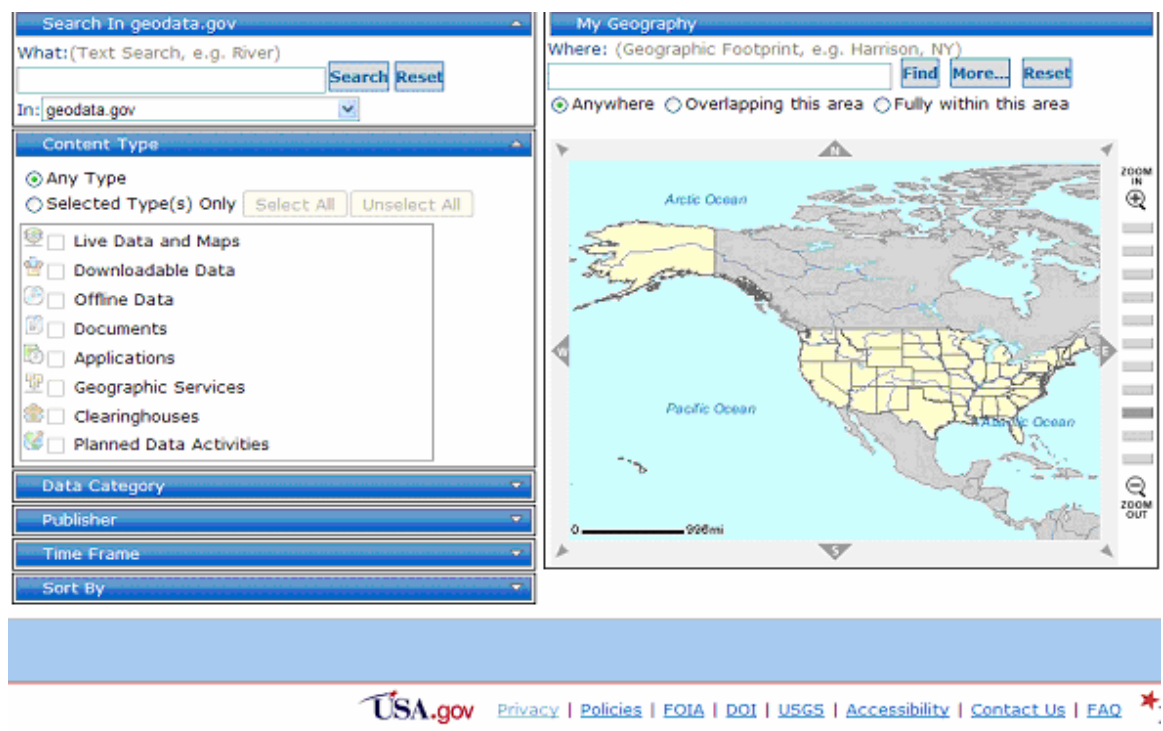 Search In geodata.gov
What:(Text Search, e.g. River)
Search Reset
In: geodata.gov
Content Type
Any Type
Selected Type(s) Only Select All Unselect All
Live Data and Maps
Downloadable Data
Offline Data
Documents
Applications
Geographic Services
Clearinghouses
Planned Data Activities
Data Category
Publisher
Time Frame
Sort By
My Geography
Where: (Geographic Footprint, e.g. Harrison, NY)
Find More... Reset
Anywhere Overlapping this area Fully within this area
N
ZOOM
IN
Arctic Ocean
W
E
Pacific Ocean
Atlantic Ocean
0 996mi
S
ZOOM
OUT
USA.gov Privacy | Policies | FOIA | DOI | USGS | Accessibility | Contact Us | FAQ